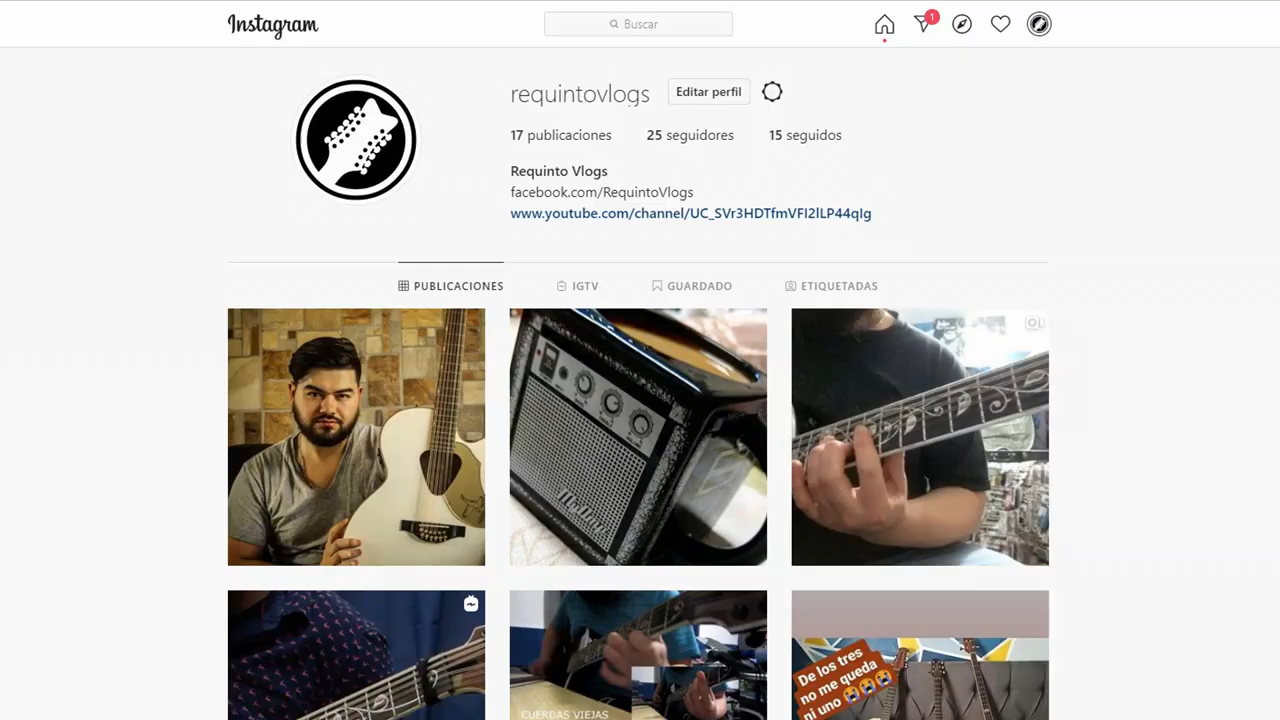 Instagram
Buscar
1
requintovlogs
Editar perfil
17 publicaciones 25 seguidores 15 seguidos
Requinto Vlogs
facebook.com/RequintoVlogs
www.youtube.com/channel/UC_SVr3HDTfmVFI2lLP44qIg
PUBLICACIONES IGTV GUARDADO ETIQUETADAS
CUERDAS VIEJAS
De los tres
no me queda
ni uno 😭😭😭